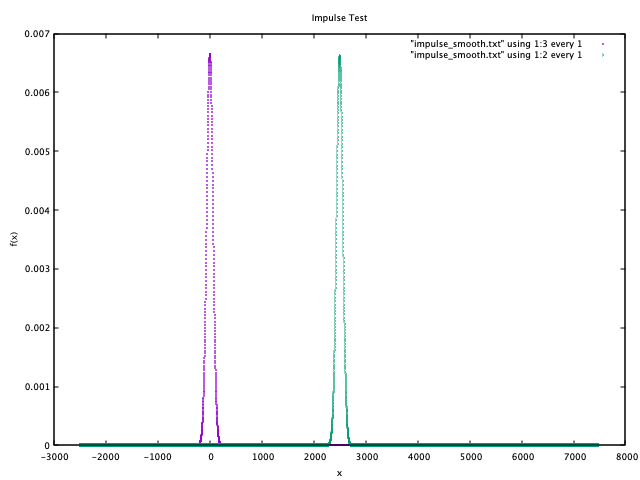 Impulse Test
"impulse_smooth.txt" using 1:3 every 1
"impulse_smooth.txt" using 1:2 every 1
0.007
0.006
0.005
0.004
0.003
0.002
0.001
0
f(x)
-3000 -2000 -1000 0 1000 2000 3000 4000 5000 6000 7000 8000
x